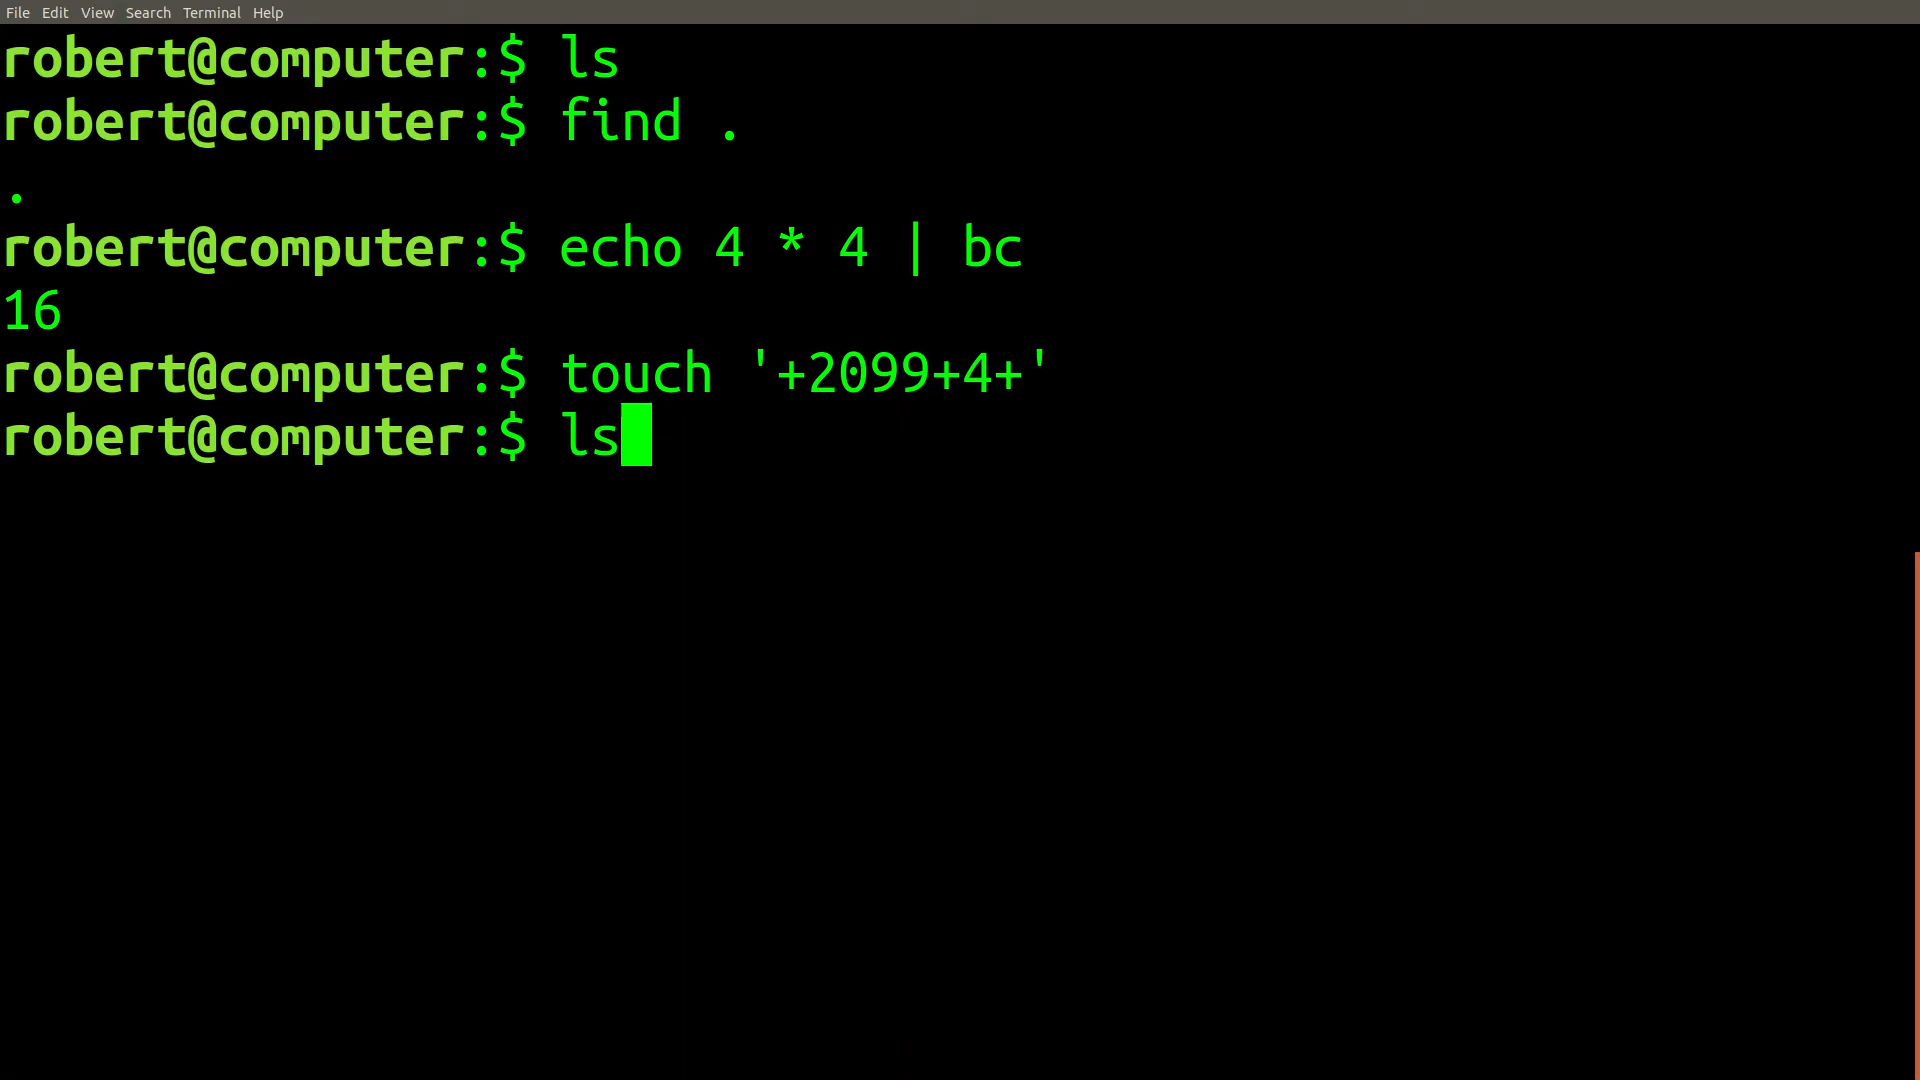 File Edit View Search Terminal Help
robert@computer:$ ls
robert@computer:$ find .
.
robert@computer:$ echo 4 * 4 | bc
16
robert@computer:$ touch '+2099+4+'
robert@computer:$ ls